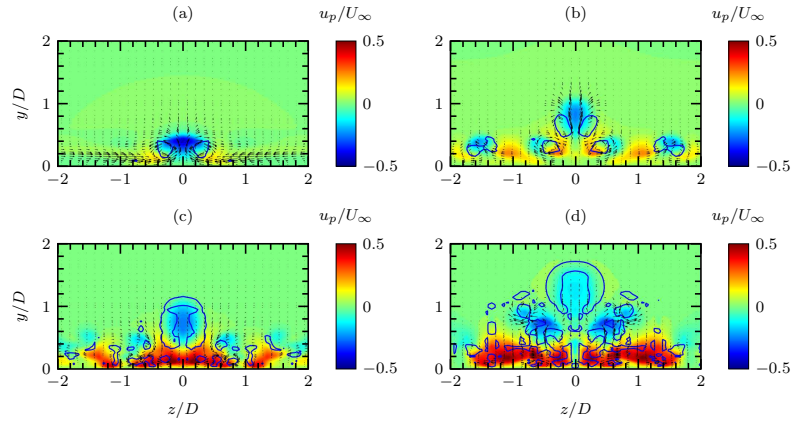 (a) u_p/U_∞ (b) u_p/U_∞
2 0.5 2 0.5
y/D 1 0 1 0
0 −0.5 0 −0.5
−2 −1 0 1 2 −2 −1 0 1 2
(c) u_p/U_∞ (d) u_p/U_∞
2 0.5 2 0.5
y/D 1 0 1 0
0 −0.5 0 −0.5
−2 −1 0 1 2 −2 −1 0 1 2
z/D z/D